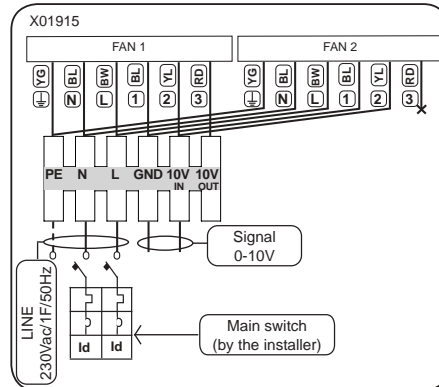 X01915
FAN 1
FAN 2
YG BL BW BL YL RD
N L 1 2 3
YG BL BW BL YL RD
N L 1 2 3
PE N L GND 10V IN 10V OUT
Signal
0-10V
LINE
230Vac/1F/50Hz
Id Id
Main switch
(by the installer)